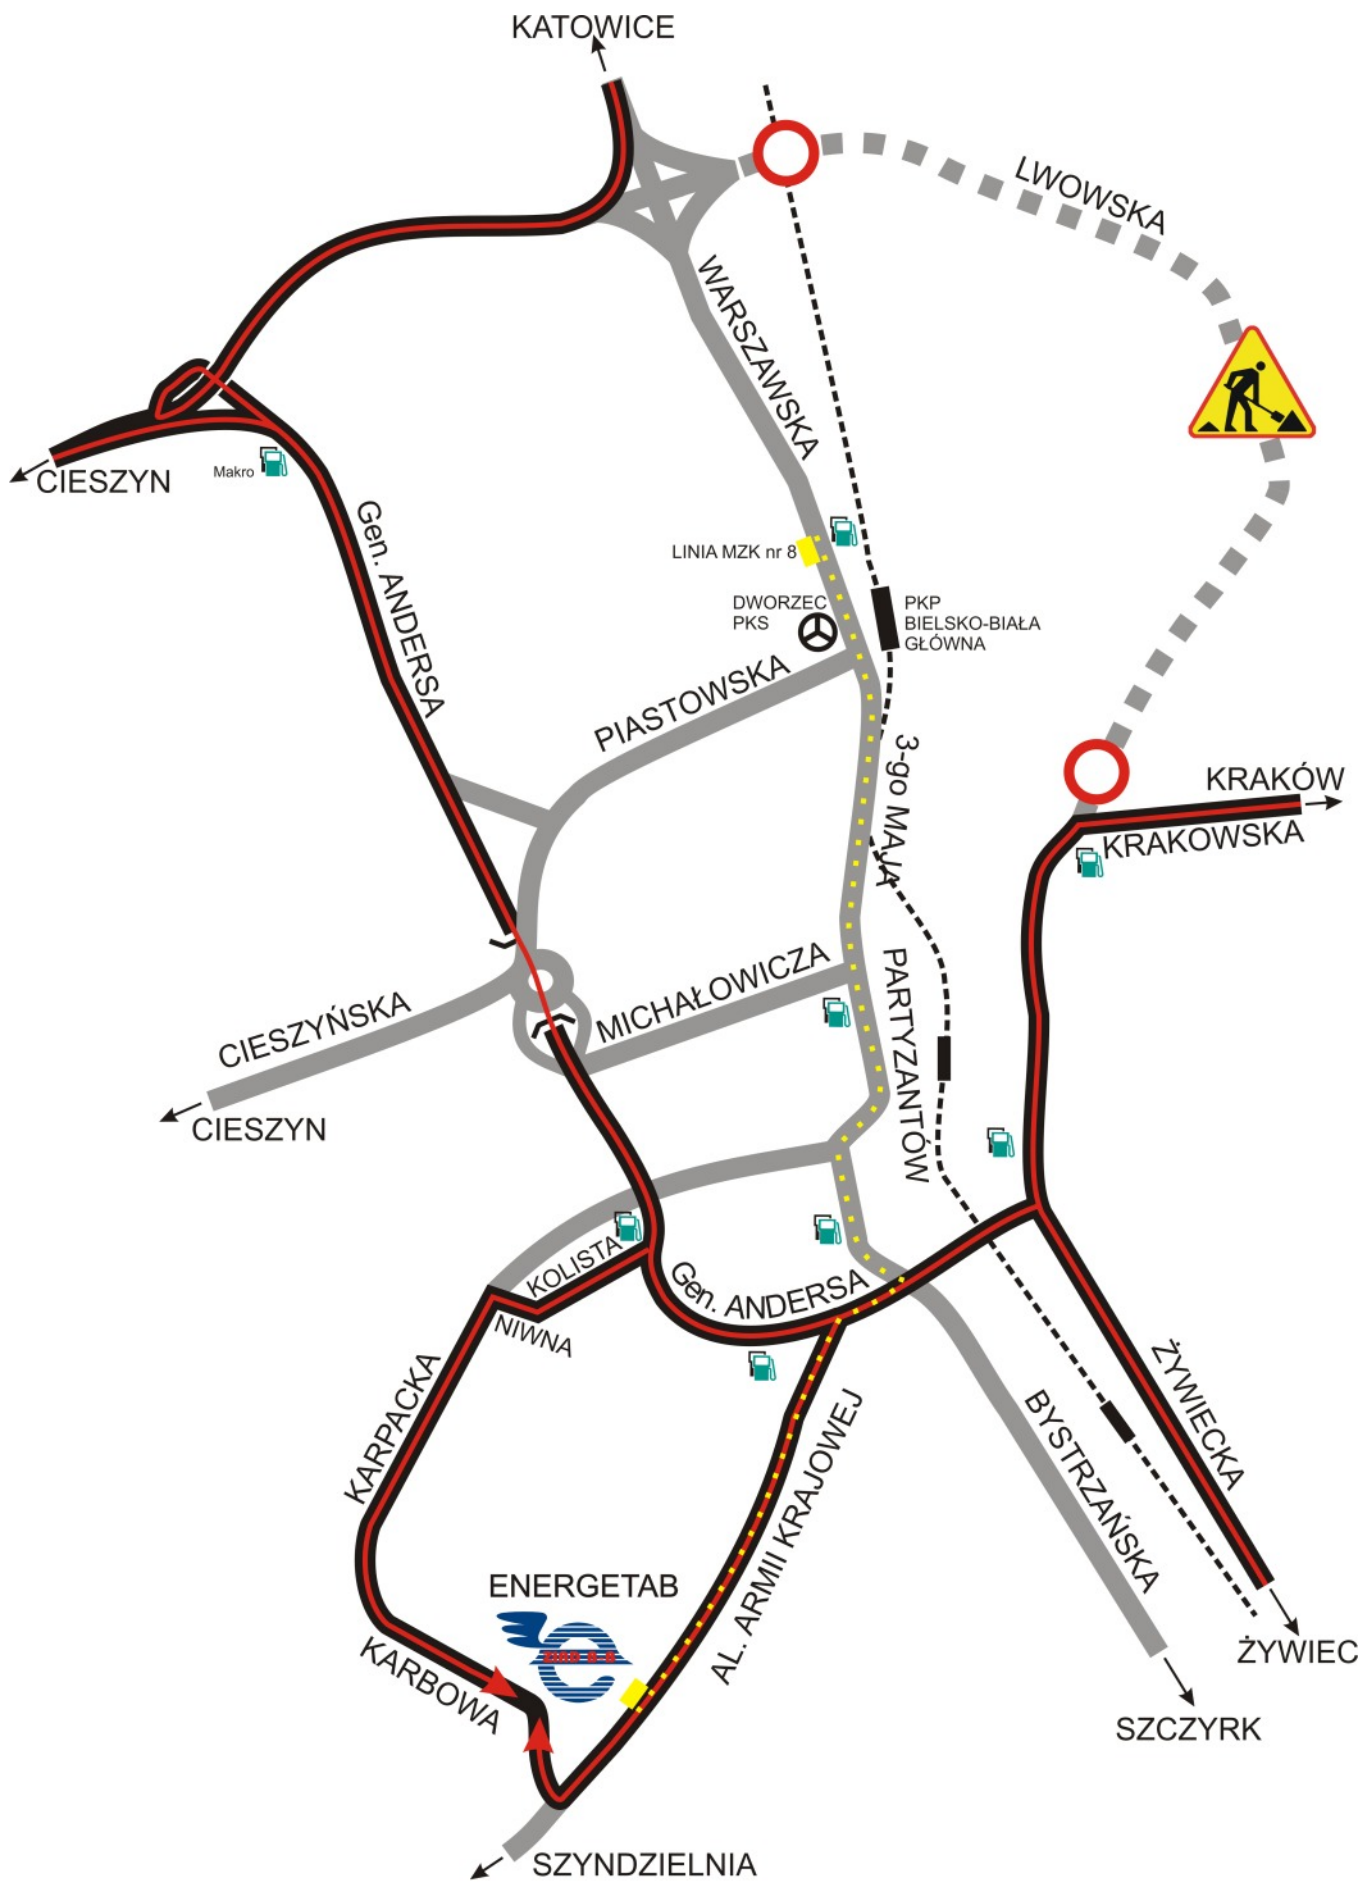 KATOWICE
LWOWSKA
WARSZAWSKA
CIESZYN
Makro
Gen. ANDERSA
LINIA MZK nr 8
DWORZEC
PKS
PKP
BIELSKO-BIAŁA
GŁÓWNA
PIASTOWSKA
3-go MAJA
KRAKÓW
KRAKOWSKA
MICHAŁOWICZA
PARTYZANTÓW
CIESZYŃSKA
CIESZYN
KOLISTA
Gen. ANDERSA
NIWNA
KARPACKA
ŻYWIECKA
BYSTRZAŃSKA
AL. ARMII KRAJOWEJ
ENERGETAB
ZIAD B-B
KARBOWA
ŻYWIEC
SZCZYRK
SZYNDZIELNIA